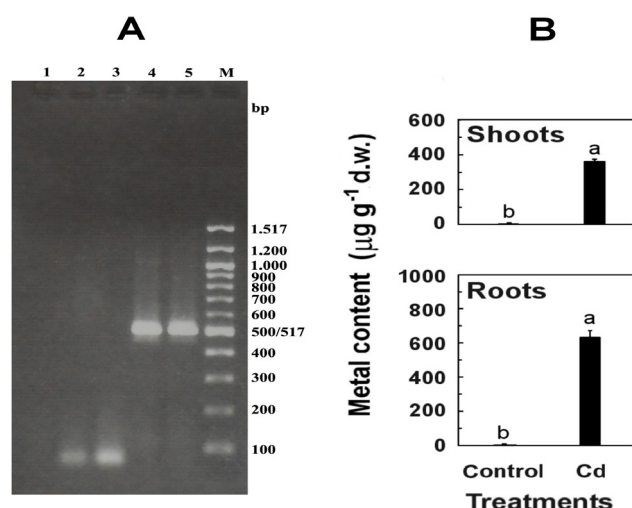 A
B
1 2 3 4 5 M
bp
1.517
1.200
1.000
900
800
700
600
500/517
400
300
200
100
Metal content (µg g-1 d.w.)
600
400
200
0
Shoots
b
a
1000
800
600
400
200
0
Roots
b
a
Control Cd
Treatments